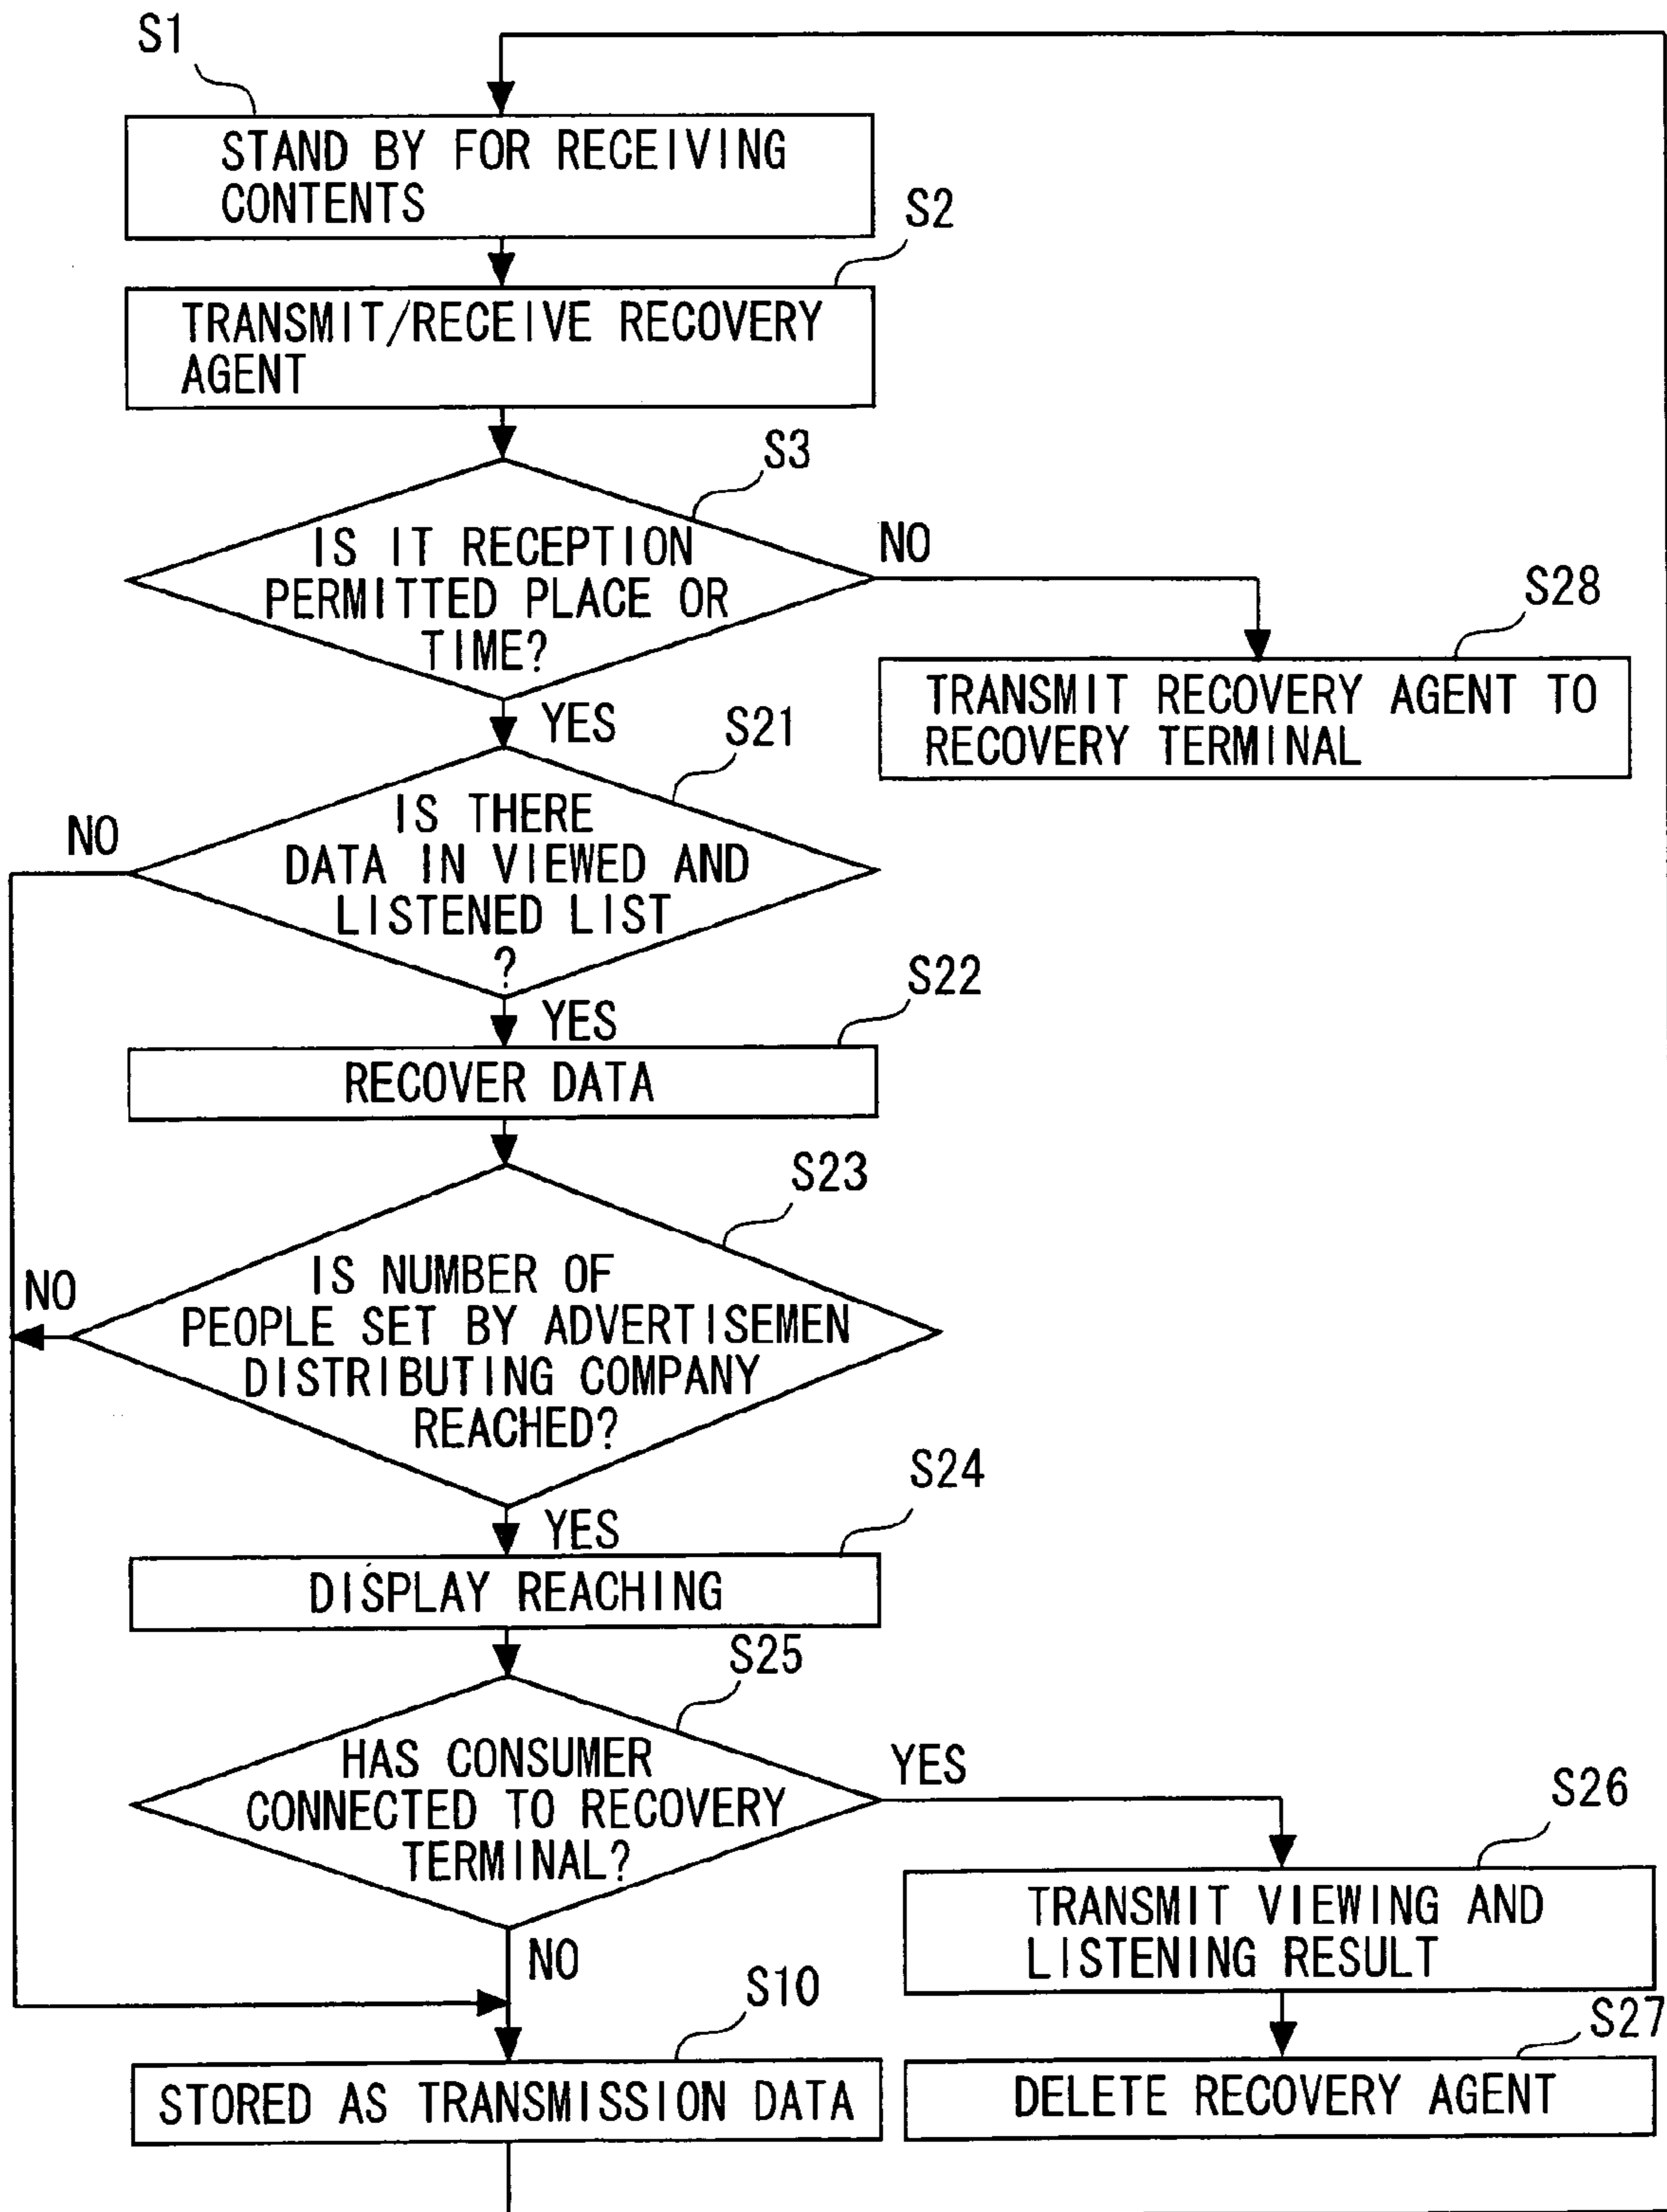 S1
STAND BY FOR RECEIVING
CONTENTS
S2
TRANSMIT/RECEIVE RECOVERY
AGENT
S3
IS IT RECEPTION
PERMITTED PLACE OR
TIME?
NO
S28
TRANSMIT RECOVERY AGENT TO
RECOVERY TERMINAL
YES
S21
IS THERE
DATA IN VIEWED AND
LISTENED LIST
?
NO
YES
S22
RECOVER DATA
S23
IS NUMBER OF
PEOPLE SET BY ADVERTISEMEN
DISTRIBUTING COMPANY
REACHED?
NO
YES
S24
DISPLAY REACHING
S25
HAS CONSUMER
CONNECTED TO RECOVERY
TERMINAL?
YES
S26
TRANSMIT VIEWING AND
LISTENING RESULT
NO
S10
STORED AS TRANSMISSION DATA
S27
DELETE RECOVERY AGENT